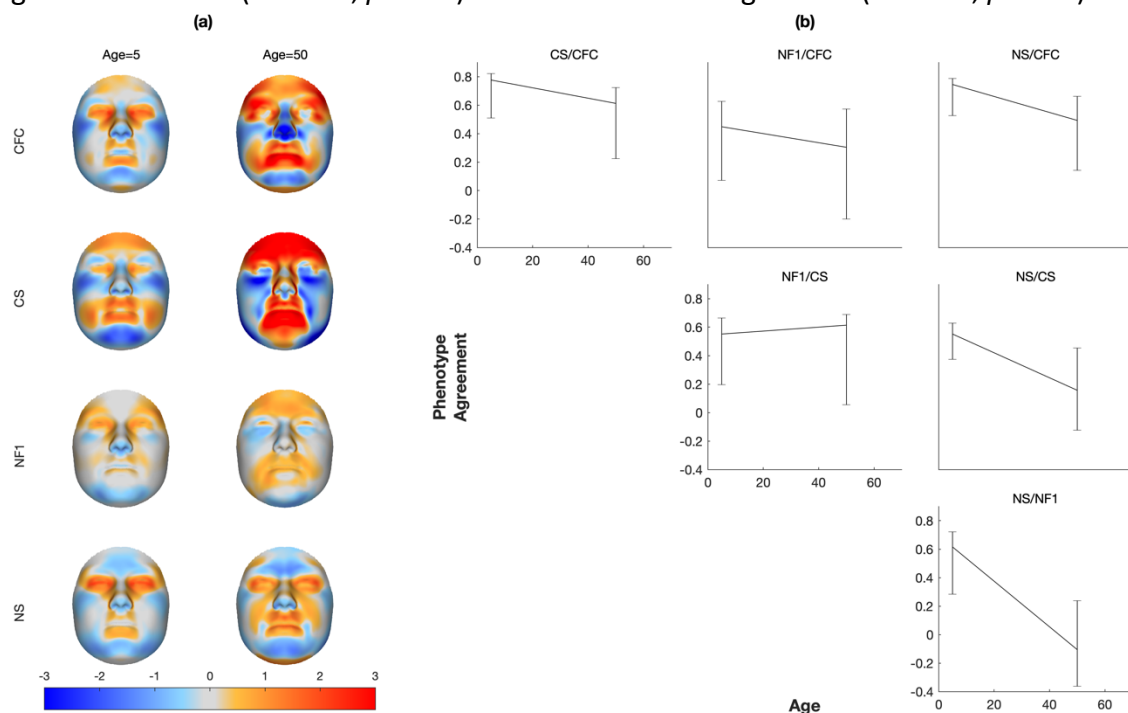 (a)
(b)
Age=5 Age=50
CFC
CS
NF1
NS
-3 -2 -1 0 1 2 3
CS/CFC
0.8
0.6
0.4
0.2
0
-0.2
-0.4
0 20 40 60
NF1/CFC
NS/CFC
Phenotype
Agreement
NF1/CS
0.8
0.6
0.4
0.2
0
-0.2
-0.4
0 20 40 60
NS/CS
NS/NF1
0.8
0.6
0.4
0.2
0
-0.2
-0.4
0 20 40 60
Age